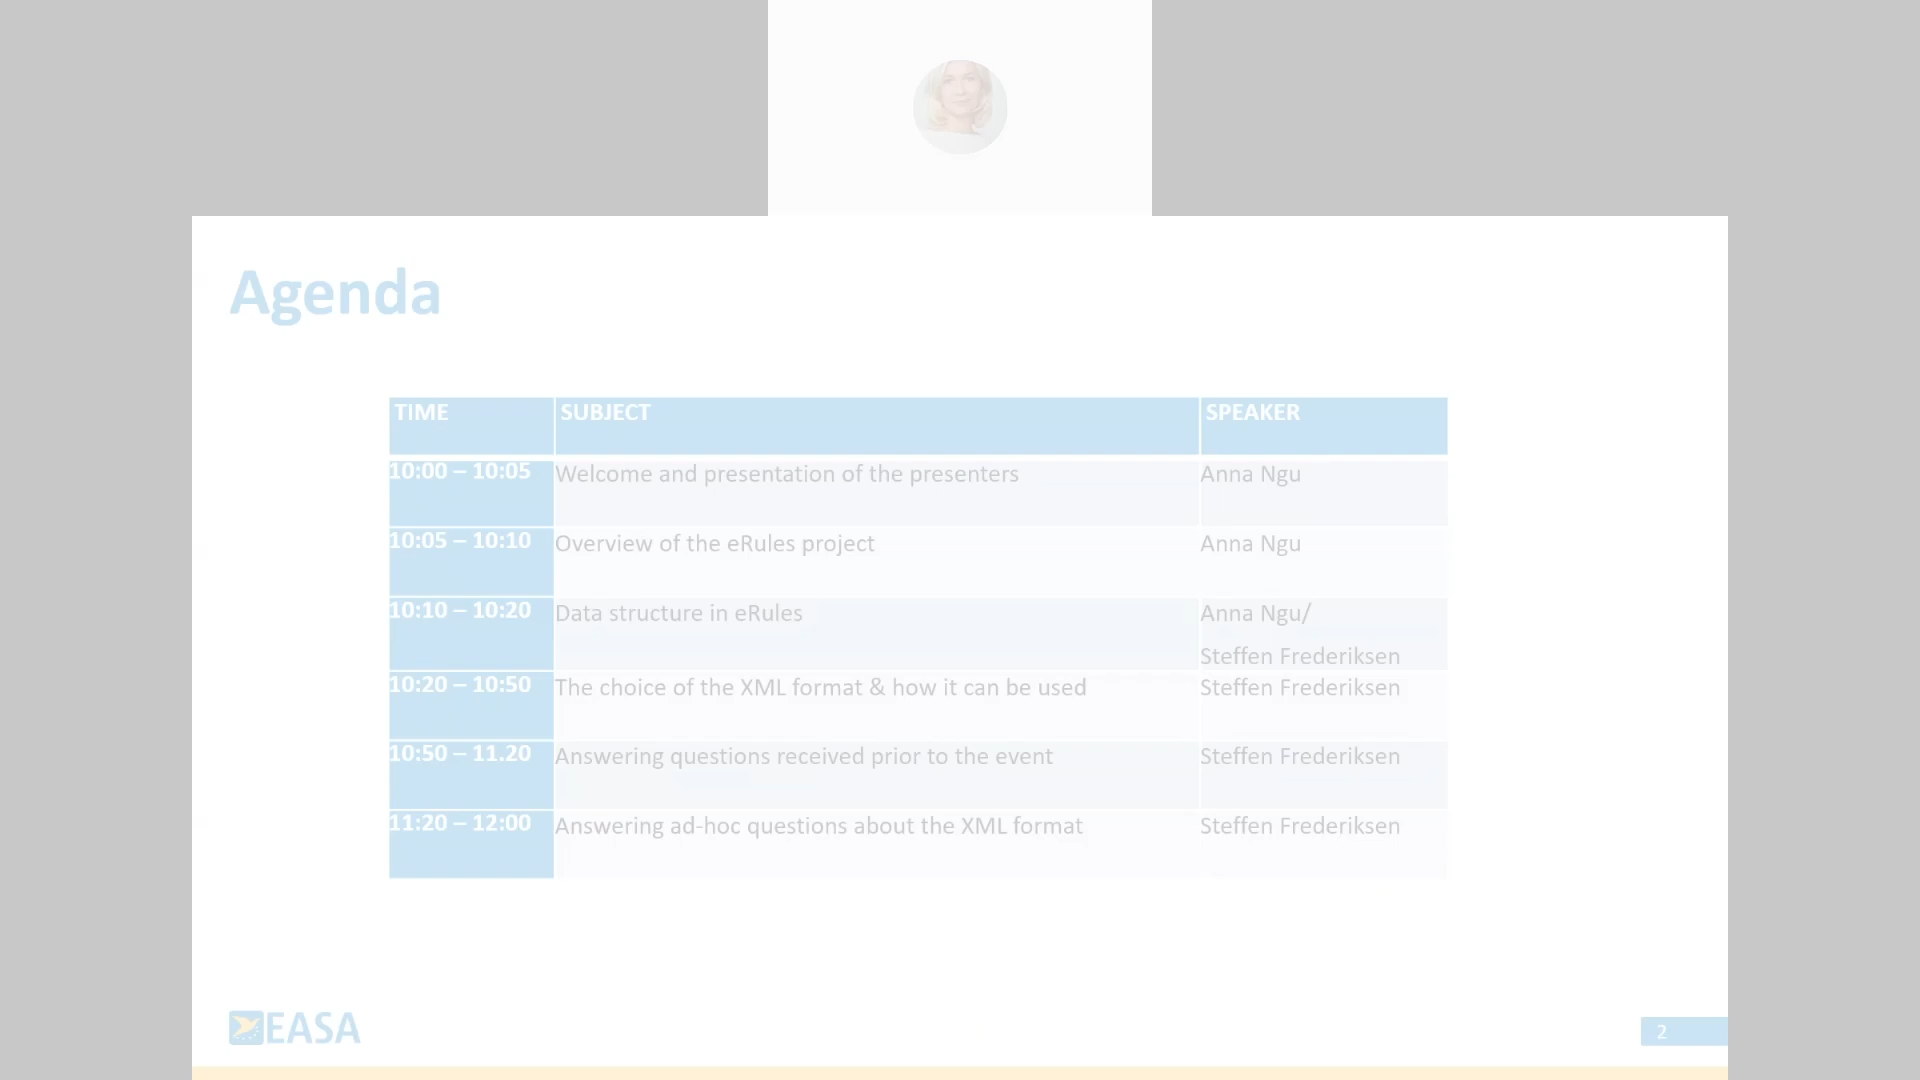 Agenda
TIME SUBJECT SPEAKER
10:00 – 10:05 Welcome and presentation of the presenters Anna Ngu
10:05 – 10:10 Overview of the eRules project Anna Ngu
10:10 – 10:20 Data structure in eRules Anna Ngu/
Steffen Frederiksen
10:20 – 10:50 The choice of the XML format & how it can be used Steffen Frederiksen
10:50 – 11.20 Answering questions received prior to the event Steffen Frederiksen
11:20 – 12:00 Answering ad-hoc questions about the XML format Steffen Frederiksen
EASA
2